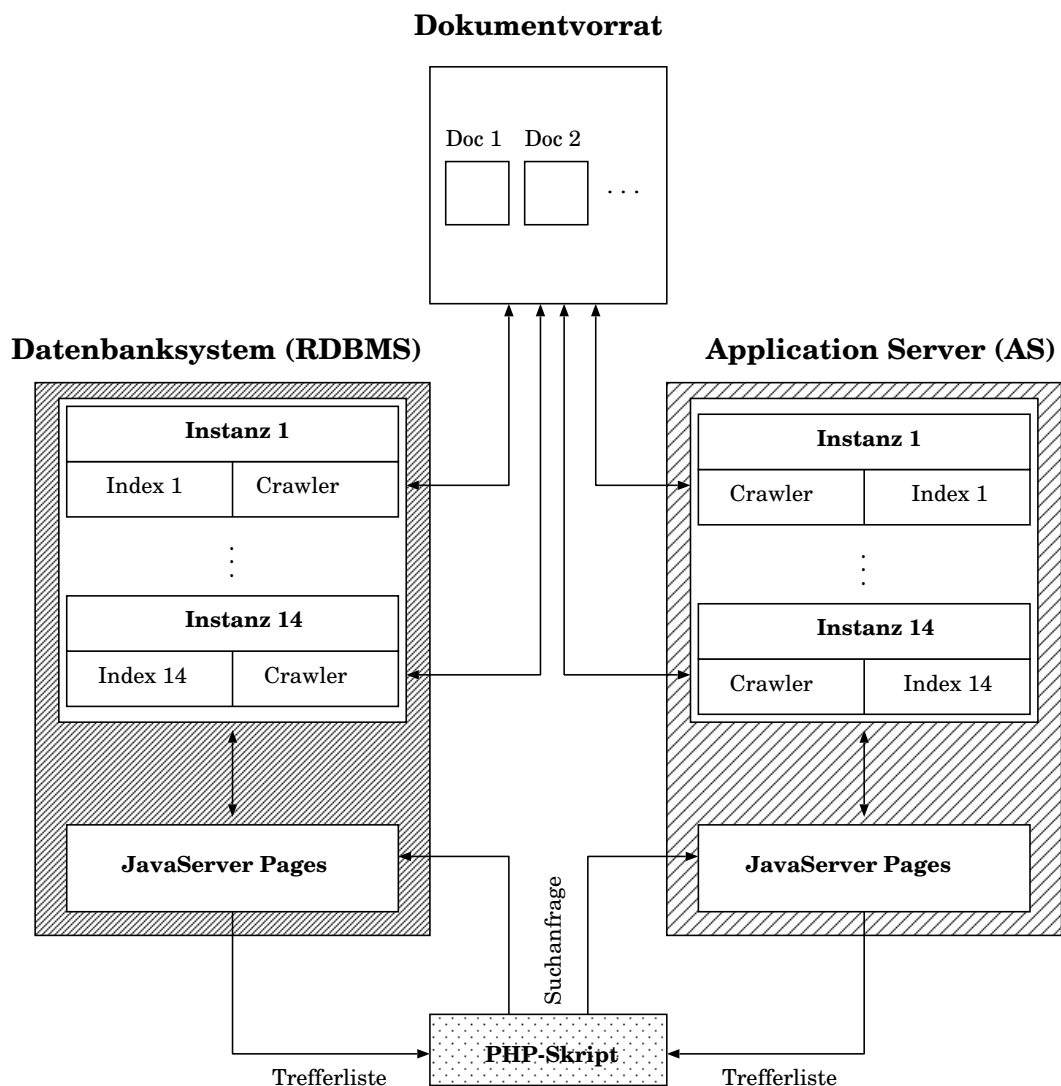 Dokumentvorrat
Doc 1 Doc 2
. . .
Datenbanksystem (RDBMS)
Instanz 1
Index 1 Crawler
Instanz 14
Index 14 Crawler
JavaServer Pages
Application Server (AS)
Instanz 1
Crawler Index 1
Instanz 14
Crawler Index 14
JavaServer Pages
Suchanfrage
PHP-Skript
Trefferliste
Trefferliste